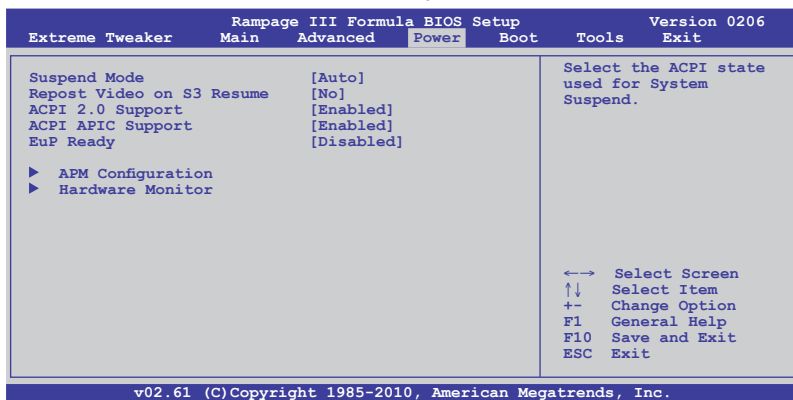 Rampage III Formula BIOS Setup Version 0206
Extreme Tweaker Main Advanced Power Boot Tools Exit
Suspend Mode [Auto]
Repost Video on S3 Resume [No]
ACPI 2.0 Support [Enabled]
ACPI APIC Support [Enabled]
EuP Ready [Disabled]
▶ APM Configuration
▶ Hardware Monitor
Select the ACPI state
used for System
Suspend.
←→ Select Screen
↑↓ Select Item
+- Change Option
F1 General Help
F10 Save and Exit
ESC Exit
v02.61 (C)Copyright 1985-2010, American Megatrends, Inc.